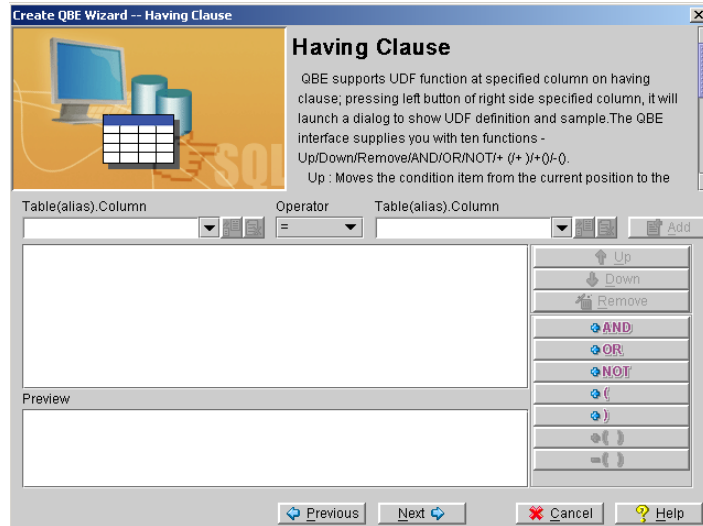 Create QBE Wizard -- Having Clause
SQL
Having Clause
QBE supports UDF function at specified column on having
clause; pressing left button of right side specified column, it will
launch a dialog to show UDF definition and sample.The QBE
interface supplies you with ten functions -
Up/Down/Remove/AND/OR/NOT/+ (/+ )/+()/-().
Up : Moves the condition item from the current position to the
Table(alias).Column Operator Table(alias).Column
= Add
Up
Down
Remove
AND
OR
NOT
(
)
( )
( )
Preview
Previous Next Cancel Help